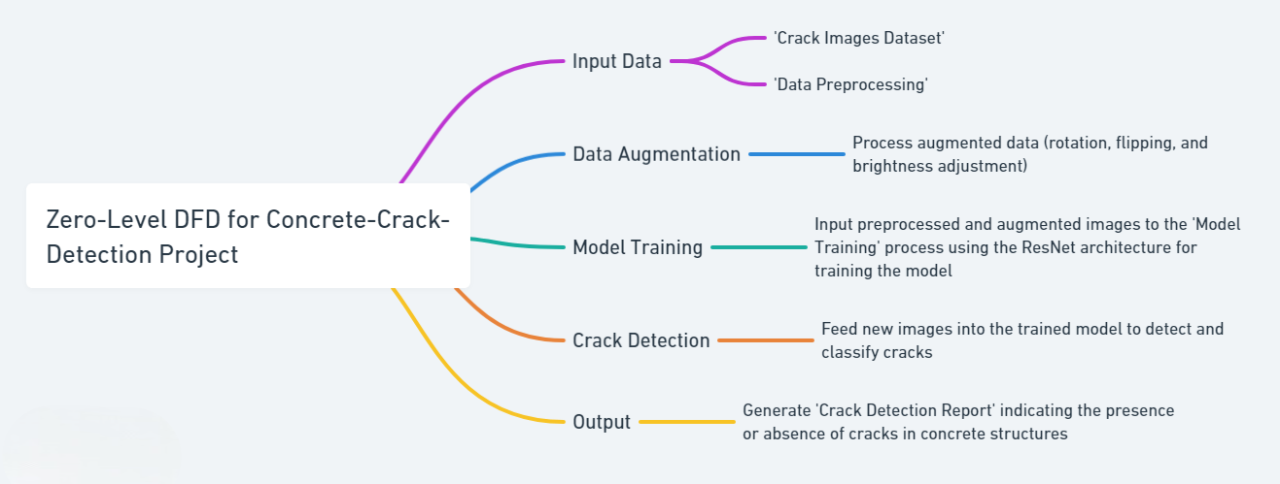 Zero-Level DFD for Concrete-Crack-
Detection Project
Input Data
'Crack Images Dataset'
'Data Preprocessing'
Data Augmentation
Process augmented data (rotation, flipping, and
brightness adjustment)
Model Training
Input preprocessed and augmented images to the 'Model
Training' process using the ResNet architecture for
training the model
Crack Detection
Feed new images into the trained model to detect and
classify cracks
Output
Generate 'Crack Detection Report' indicating the presence
or absence of cracks in concrete structures